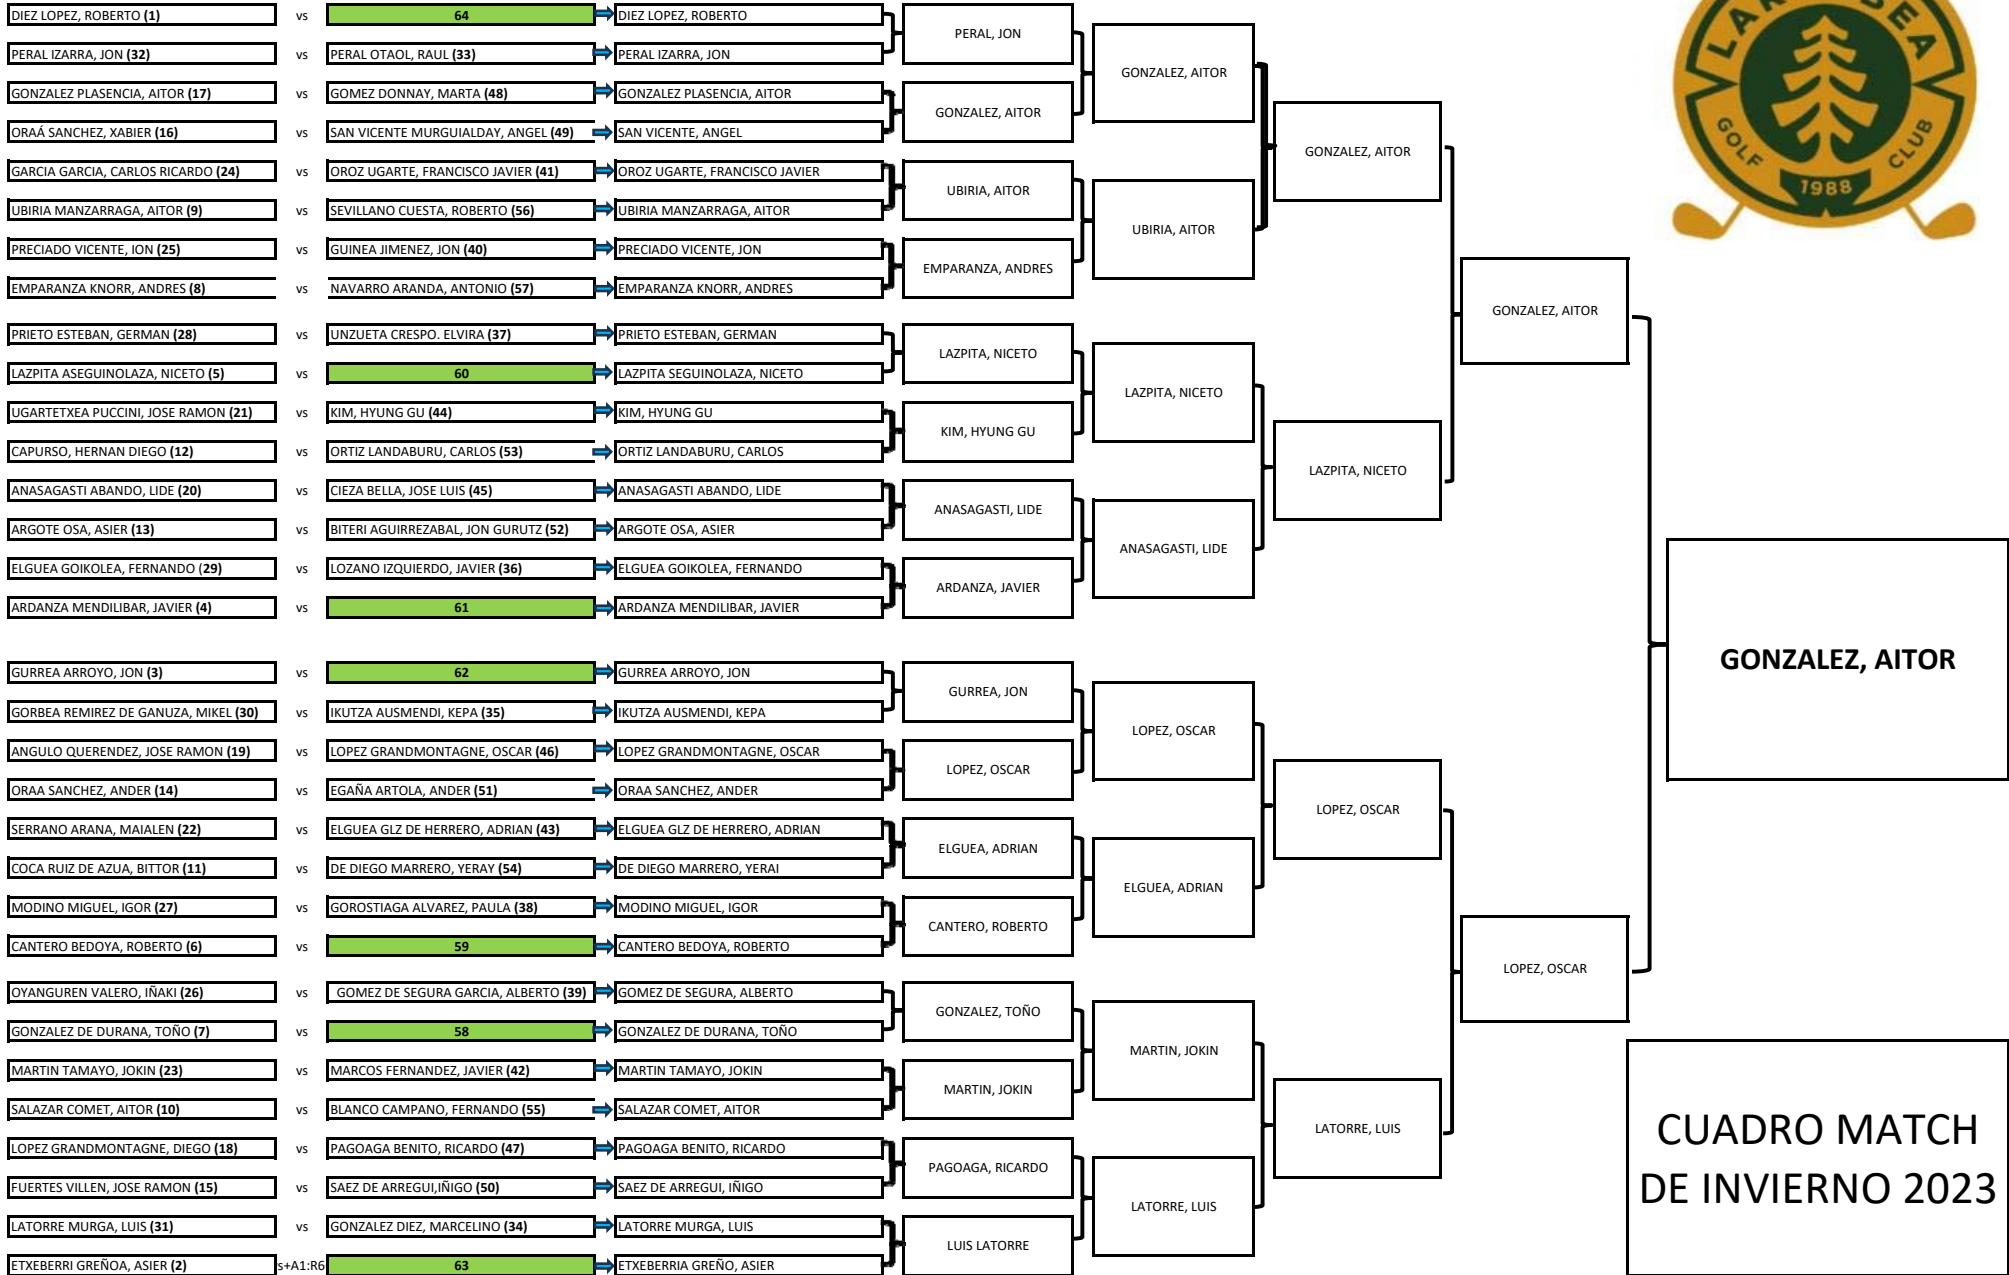 DIEZ LOPEZ, ROBERTO (1) vs 64 DIEZ LOPEZ, ROBERTO
PERAL IZARRA, JON (32) vs PERAL OTAOL, RAUL (33) PERAL IZARRA, JON
GONZALEZ PLASENCIA, AITOR (17) vs GOMEZ DONNAY, MARTA (48) GONZALEZ PLASENCIA, AITOR
ORAÁ SANCHEZ, XABIER (16) vs SAN VICENTE MURGUIALDAY, ANGEL (49) SAN VICENTE, ANGEL
GARCIA GARCIA, CARLOS RICARDO (24) vs OROZ UGARTE, FRANCISCO JAVIER (41) OROZ UGARTE, FRANCISCO JAVIER
UBIRIA MANZARRAGA, AITOR (9) vs SEVILLANO CUESTA, ROBERTO (56) UBIRIA MANZARRAGA, AITOR
PRECIADO VICENTE, ION (25) vs GUINEA JIMENEZ, JON (40) PRECIADO VICENTE, JON
EMPARANZA KNORR, ANDRES (8) vs NAVARRO ARANDA, ANTONIO (57) EMPARANZA KNORR, ANDRES
PRIETO ESTEBAN, GERMAN (28) vs UNZUETA CRESPO. ELVIRA (37) PRIETO ESTEBAN, GERMAN
LAZPITA ASEGUINOLAZA, NICETO (5) vs 60 LAZPITA SEGUINOLAZA, NICETO
UGARTETXEA PUCCINI, JOSE RAMON (21) vs KIM, HYUNG GU (44) KIM, HYUNG GU
CAPURSO, HERNAN DIEGO (12) vs ORTIZ LANDABURU, CARLOS (53) ORTIZ LANDABURU, CARLOS
ANASAGASTI ABANDO, LIDE (20) vs CIEZA BELLA, JOSE LUIS (45) ANASAGASTI ABANDO, LIDE
ARGOTE OSA, ASIER (13) vs BITERI AGUIRREZABAL, JON GURUTZ (52) ARGOTE OSA, ASIER
ELGUEA GOIKOLEA, FERNANDO (29) vs LOZANO IZQUIERDO, JAVIER (36) ELGUEA GOIKOLEA, FERNANDO
ARDANZA MENDILIBAR, JAVIER (4) vs 61 ARDANZA MENDILIBAR, JAVIER
GURREA ARROYO, JON (3) vs 62 GURREA ARROYO, JON
GORBEA REMIREZ DE GANUZA, MIKEL (30) vs IKUTZA AUSMENDI, KEPA (35) IKUTZA AUSMENDI, KEPA
ANGULO QUERENDEZ, JOSE RAMON (19) vs LOPEZ GRANDMONTAGNE, OSCAR (46) LOPEZ GRANDMONTAGNE, OSCAR
ORAA SANCHEZ, ANDER (14) vs EGAÑA ARTOLA, ANDER (51) ORAA SANCHEZ, ANDER
SERRANO ARANA, MAIALEN (22) vs ELGUEA GLZ DE HERRERO, ADRIAN (43) ELGUEA GLZ DE HERRERO, ADRIAN
COCA RUIZ DE AZUA, BITTOR (11) vs DE DIEGO MARRERO, YERAY (54) DE DIEGO MARRERO, YERAI
MODINO MIGUEL, IGOR (27) vs GOROSTIAGA ALVAREZ, PAULA (38) MODINO MIGUEL, IGOR
CANTERO BEDOYA, ROBERTO (6) vs 59 CANTERO BEDOYA, ROBERTO
OYANGUREN VALERO, IÑAKI (26) vs GOMEZ DE SEGURA GARCIA, ALBERTO (39) GOMEZ DE SEGURA, ALBERTO
GONZALEZ DE DURANA, TOÑO (7) vs 58 GONZALEZ DE DURANA, TOÑO
MARTIN TAMAYO, JOKIN (23) vs MARCOS FERNANDEZ, JAVIER (42) MARTIN TAMAYO, JOKIN
SALAZAR COMET, AITOR (10) vs BLANCO CAMPANO, FERNANDO (55) SALAZAR COMET, AITOR
LOPEZ GRANDMONTAGNE, DIEGO (18) vs PAGOAGA BENITO, RICARDO (47) PAGOAGA BENITO, RICARDO
FUERTES VILLEN, JOSE RAMON (15) vs SAEZ DE ARREGUI,IÑIGO (50) SAEZ DE ARREGUI, IÑIGO
LATORRE MURGA, LUIS (31) vs GONZALEZ DIEZ, MARCELINO (34) LATORRE MURGA, LUIS
ETXEBERRI GREÑOA, ASIER (2) s+A1:R6 63 ETXEBERRIA GREÑO, ASIER
PERAL, JON
GONZALEZ, AITOR
UBIRIA, AITOR
EMPARANZA, ANDRES
LAZPITA, NICETO
KIM, HYUNG GU
ANASAGASTI, LIDE
ARDANZA, JAVIER
GURREA, JON
LOPEZ, OSCAR
ELGUEA, ADRIAN
CANTERO, ROBERTO
GONZALEZ, TOÑO
MARTIN, JOKIN
PAGOAGA, RICARDO
LUIS LATORRE
GONZALEZ, AITOR
UBIRIA, AITOR
LAZPITA, NICETO
ANASAGASTI, LIDE
LOPEZ, OSCAR
ELGUEA, ADRIAN
MARTIN, JOKIN
LATORRE, LUIS
GONZALEZ, AITOR
LAZPITA, NICETO
LOPEZ, OSCAR
LATORRE, LUIS
GONZALEZ, AITOR
LOPEZ, OSCAR
GONZALEZ, AITOR
GOLF CLUB
1988
CUADRO MATCH
DE INVIERNO 2023